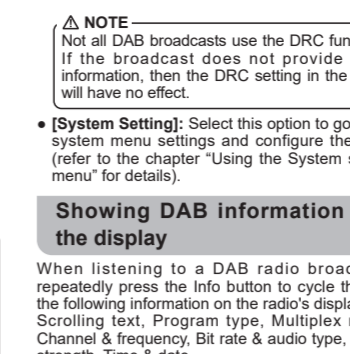 ⚠ NOTE
Not all DAB broadcasts use the DRC fun
If the broadcast does not provide
information, then the DRC setting in the
will have no effect.
● [System Setting]: Select this option to go
system menu settings and configure the
(refer to the chapter “Using the System
menu” for details).
Showing DAB information
the display
When listening to a DAB radio broad
repeatedly press the Info button to cycle th
the following information on the radio's displa
Scrolling text, Program type, Multiplex
Channel & frequency, Bit rate & audio type,
strength, Time & date